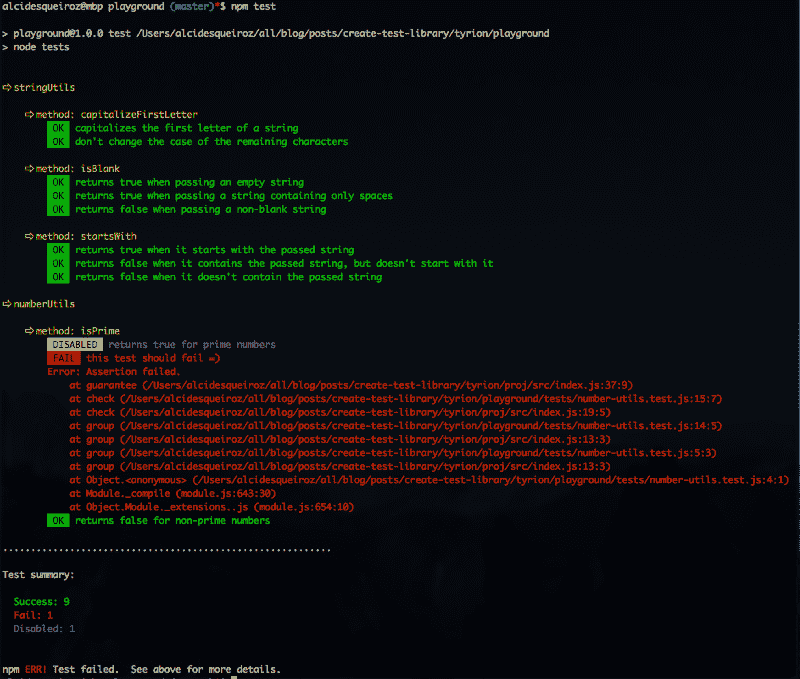 alcidesqueiroz@mbp playground (master)*$ npm test
> playground@1.0.0 test /Users/alcidesqueiroz/all/blog/posts/create-test-library/tyrion/playground
> node tests
⇨ stringUtils
⇨ method: capitalizeFirstLetter
OK capitalizes the first letter of a string
OK don't change the case of the remaining characters
⇨ method: isBlank
OK returns true when passing an empty string
OK returns true when passing a string containing only spaces
OK returns false when passing a non-blank string
⇨ method: startsWith
OK returns true when it starts with the passed string
OK returns false when it contains the passed string, but doesn't start with it
OK returns false when it doesn't contain the passed string
⇨ numberUtils
⇨ method: isPrime
DISABLED returns true for prime numbers
FAIL this test should fail =)
Error: Assertion failed.
at guarantee (/Users/alcidesqueiroz/all/blog/posts/create-test-library/tyrion/proj/src/index.js:37:9)
at check (/Users/alcidesqueiroz/all/blog/posts/create-test-library/tyrion/playground/tests/number-utils.test.js:15:7)
at check (/Users/alcidesqueiroz/all/blog/posts/create-test-library/tyrion/proj/src/index.js:19:5)
at group (/Users/alcidesqueiroz/all/blog/posts/create-test-library/tyrion/playground/tests/number-utils.test.js:14:5)
at group (/Users/alcidesqueiroz/all/blog/posts/create-test-library/tyrion/proj/src/index.js:13:3)
at group (/Users/alcidesqueiroz/all/blog/posts/create-test-library/tyrion/playground/tests/number-utils.test.js:5:3)
at group (/Users/alcidesqueiroz/all/blog/posts/create-test-library/tyrion/proj/src/index.js:13:3)
at Object.<anonymous> (/Users/alcidesqueiroz/all/blog/posts/create-test-library/tyrion/playground/tests/number-utils.test.js:4:1)
at Module._compile (module.js:643:30)
at Object.Module._extensions..js (module.js:654:10)
OK returns false for non-prime numbers
...........................................................
Test summary:
Success: 9
Fail: 1
Disabled: 1
npm ERR! Test failed.  See above for more details.